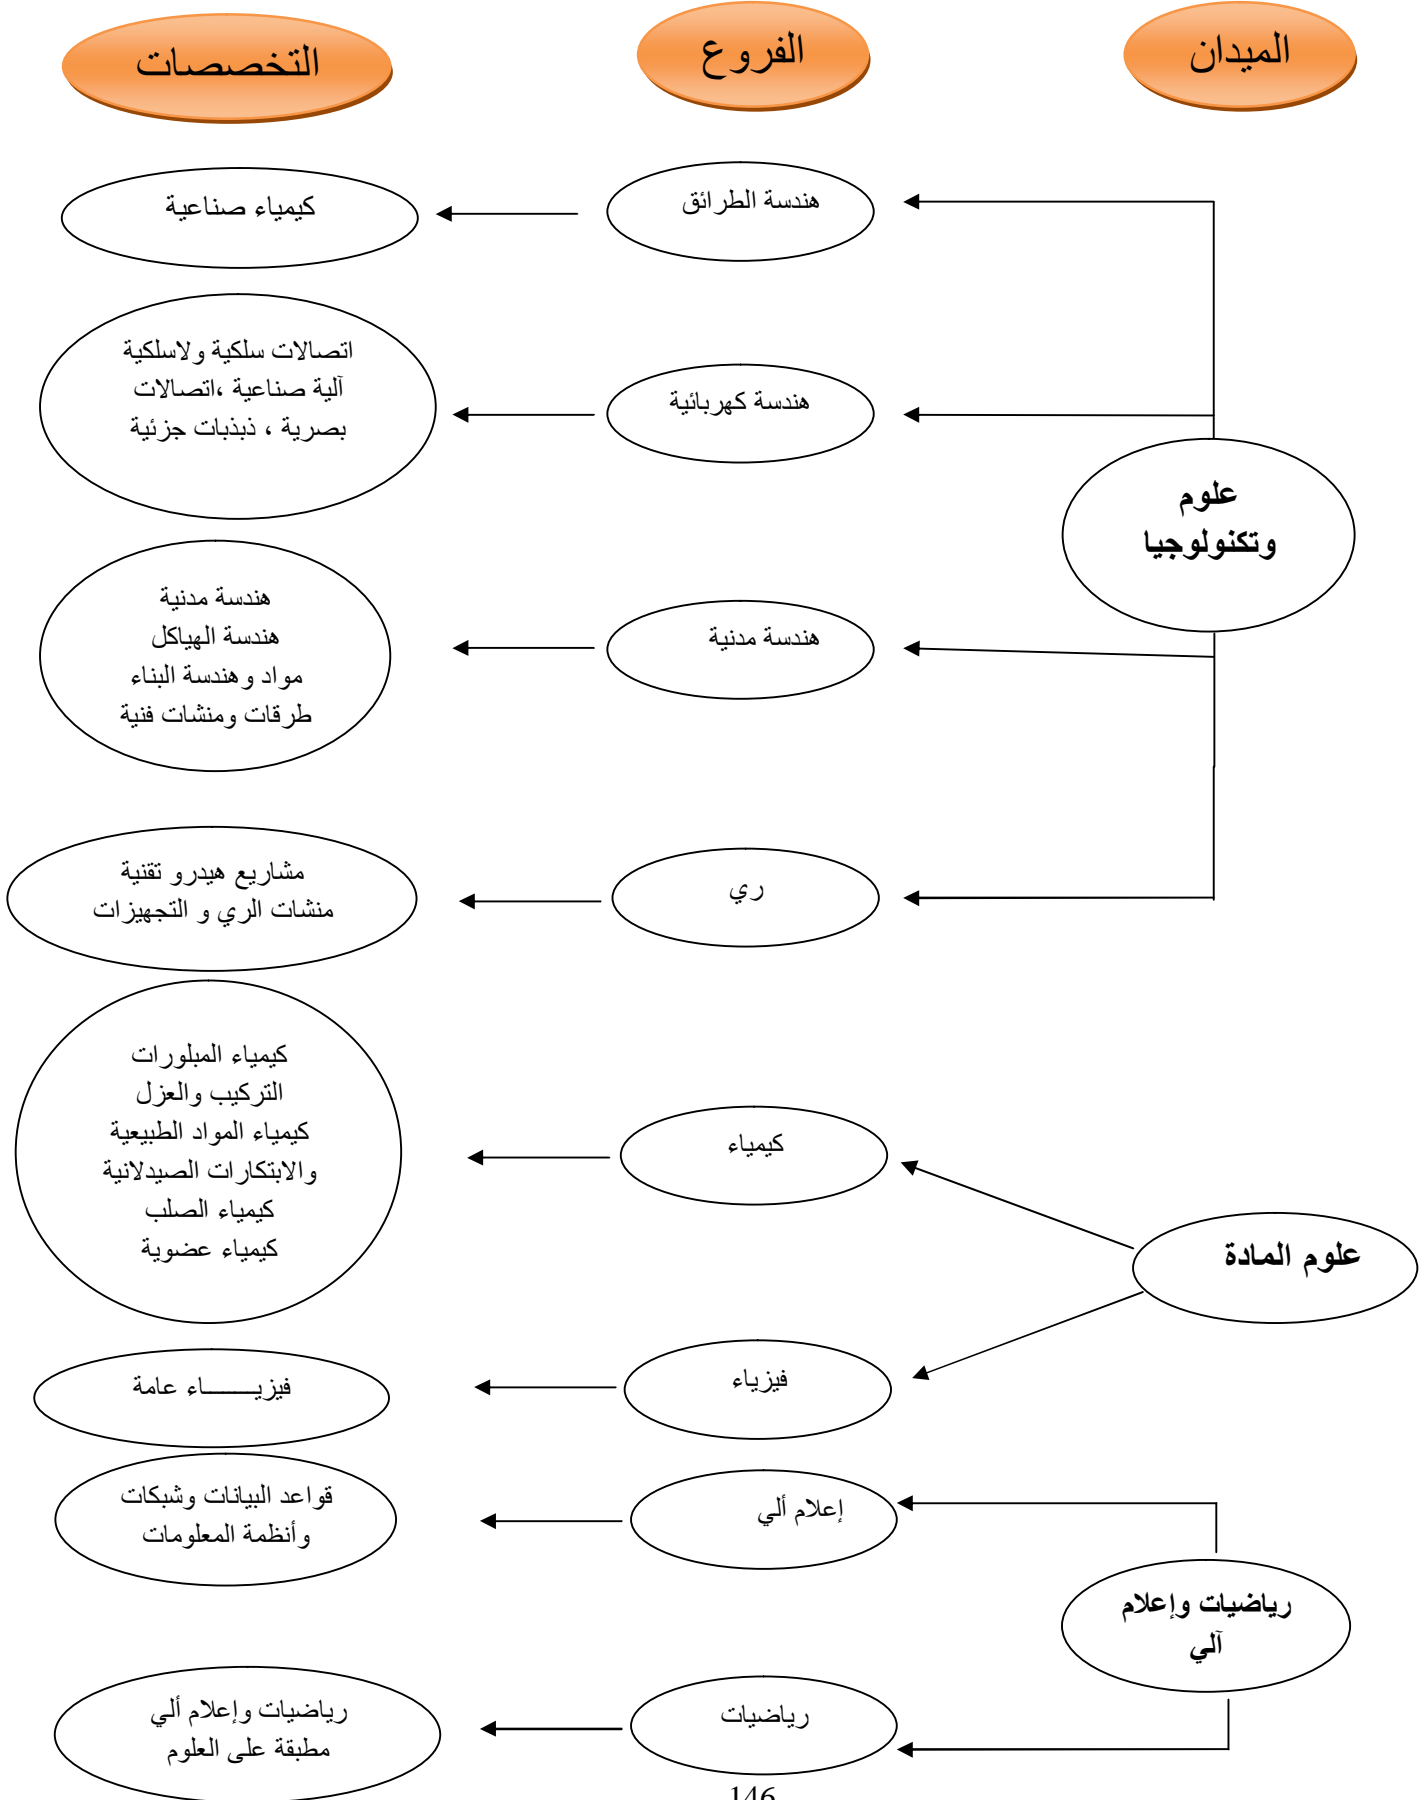 الميدان
الفروع
التخصصات
هندسة الطرائق
كيمياء صناعية
هندسة كهربائية
اتصالات سلكية ولاسلكية
آلية صناعية ،اتصالات
بصرية ، ذبذبات جزئية
علوم
وتكنولوجيا
هندسة مدنية
هندسة مدنية
هندسة الهياكل
مواد وهندسة البناء
طرقات ومنشات فنية
ري
مشاريع هيدرو تقنية
منشات الري و التجهيزات
كيمياء
كيمياء المبلورات
التركيب والعزل
كيمياء المواد الطبيعية
والابتكارات الصيدلانية
كيمياء الصلب
كيمياء عضوية
علوم المادة
فيزياء
فيزيـــــــاء عامة
إعلام ألي
قواعد البيانات وشبكات
وأنظمة المعلومات
رياضيات وإعلام
آلي
رياضيات
رياضيات وإعلام ألي
مطبقة على العلوم
146